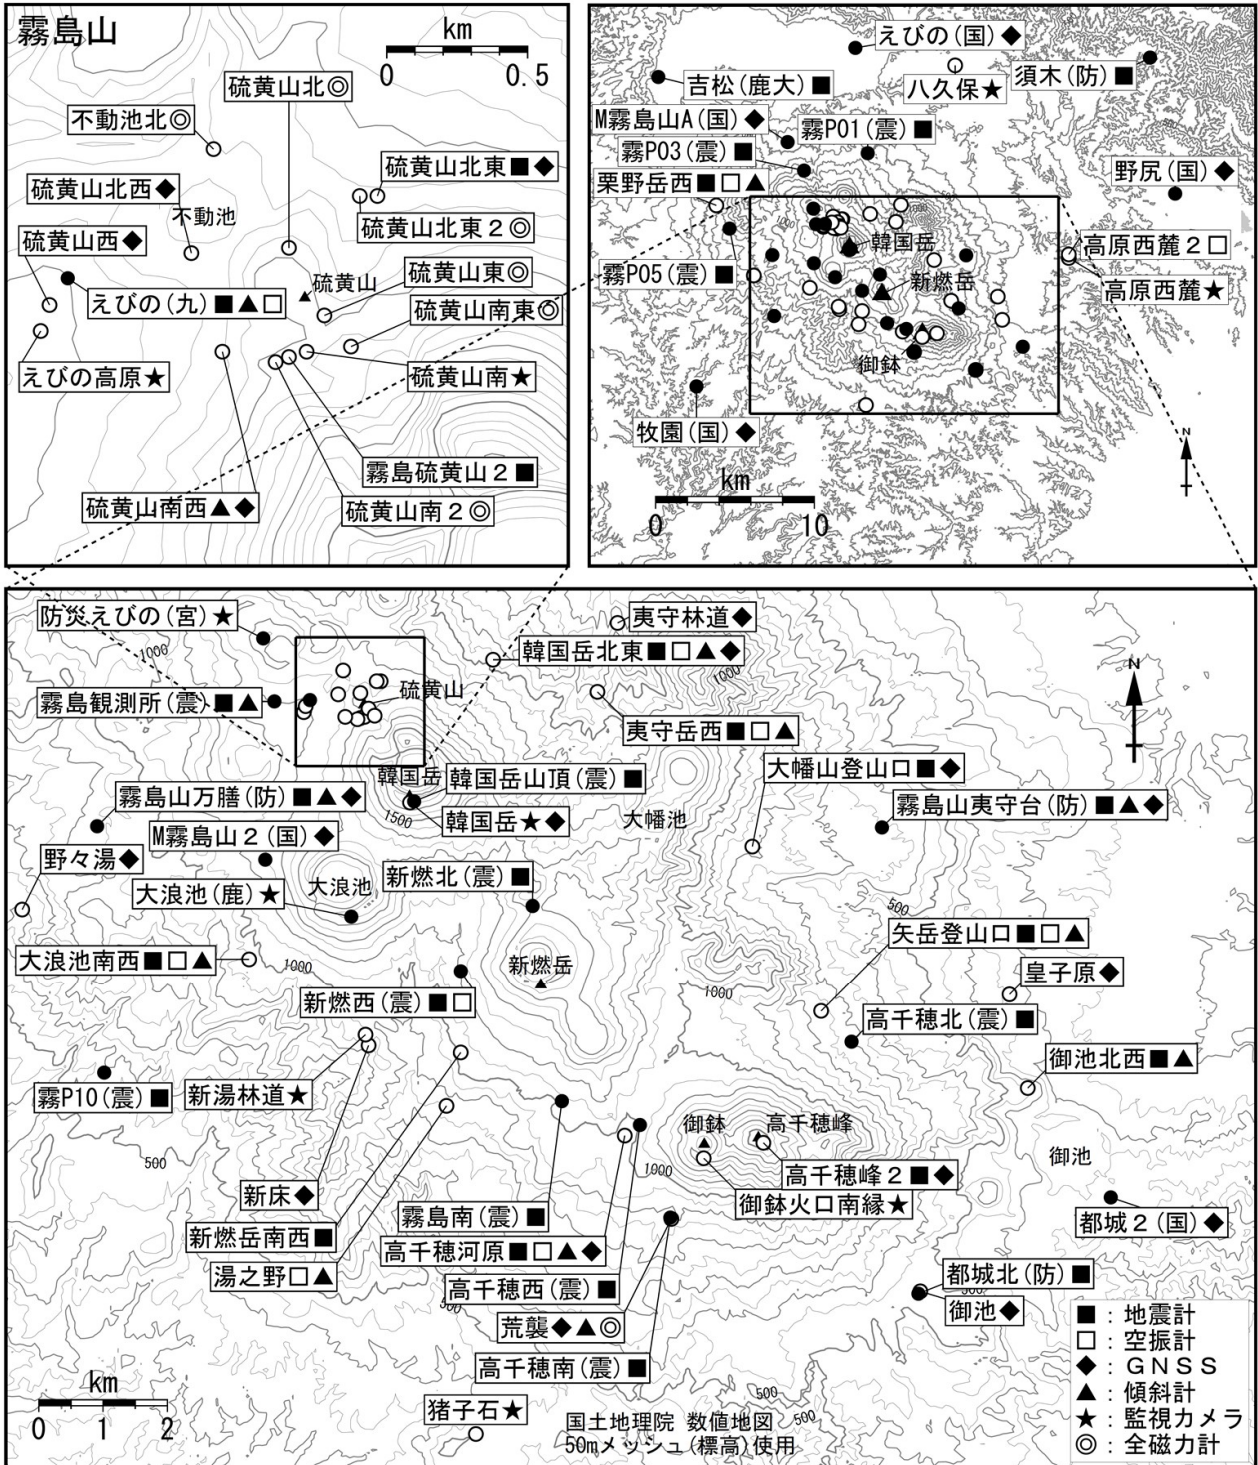 霧島山
km
0 0.5
硫黄山北◎
不動池北◎
硫黄山北東■◆
硫黄山北西◆
不動池
硫黄山北東2◎
硫黄山西◆
硫黄山東◎
硫黄山
えびの(九)■▲□
硫黄山南東◎
えびの高原★
硫黄山南★
霧島硫黄山2■
硫黄山南西▲◆
硫黄山南2◎
えびの(国)◆
吉松(鹿大)■
八久保★
須木(防)■
M霧島山A(国)◆
霧P01(震)■
霧P03(震)■
野尻(国)◆
栗野岳西■□▲
韓国岳
高原西麓2□
霧P05(震)■
新燃岳
高原西麓★
御鉢
牧園(国)◆
N
km
0 10
防災えびの(宮)★
夷守林道◆
1000
韓国岳北東■□▲◆
1000
N
硫黄山
霧島観測所(震)■▲
夷守岳西■□▲
大幡山登山口■◆
韓国岳
韓国岳山頂(震)■
霧島山万膳(防)■▲◆
霧島山夷守台(防)■▲◆
1500
韓国岳★◆
大幡池
M霧島山2(国)◆
野々湯◆
新燃北(震)■
大浪池
大浪池(鹿)★
500
矢岳登山口■□▲
大浪池南西■□▲
1000
新燃岳
皇子原◆
新燃西(震)■□
1000
高千穂北(震)■
御池北西■▲
霧P10(震)■
新湯林道★
御鉢
高千穂峰
500
1000
御池
高千穂峰2■◆
新床◆
御鉢火口南縁★
霧島南(震)■
都城2(国)◆
新燃岳南西■
高千穂河原■□▲◆
湯之野□▲
都城北(防)■
高千穂西(震)■
500
500
御池◆
荒襲◆▲◎
高千穂南(震)■
km
0 1 2
猪子石★
500
500
国土地理院 数値地図
50mメッシュ(標高)使用
■:地震計
□:空振計
◆:GNSS
▲:傾斜計
★:監視カメラ
◎:全磁力計